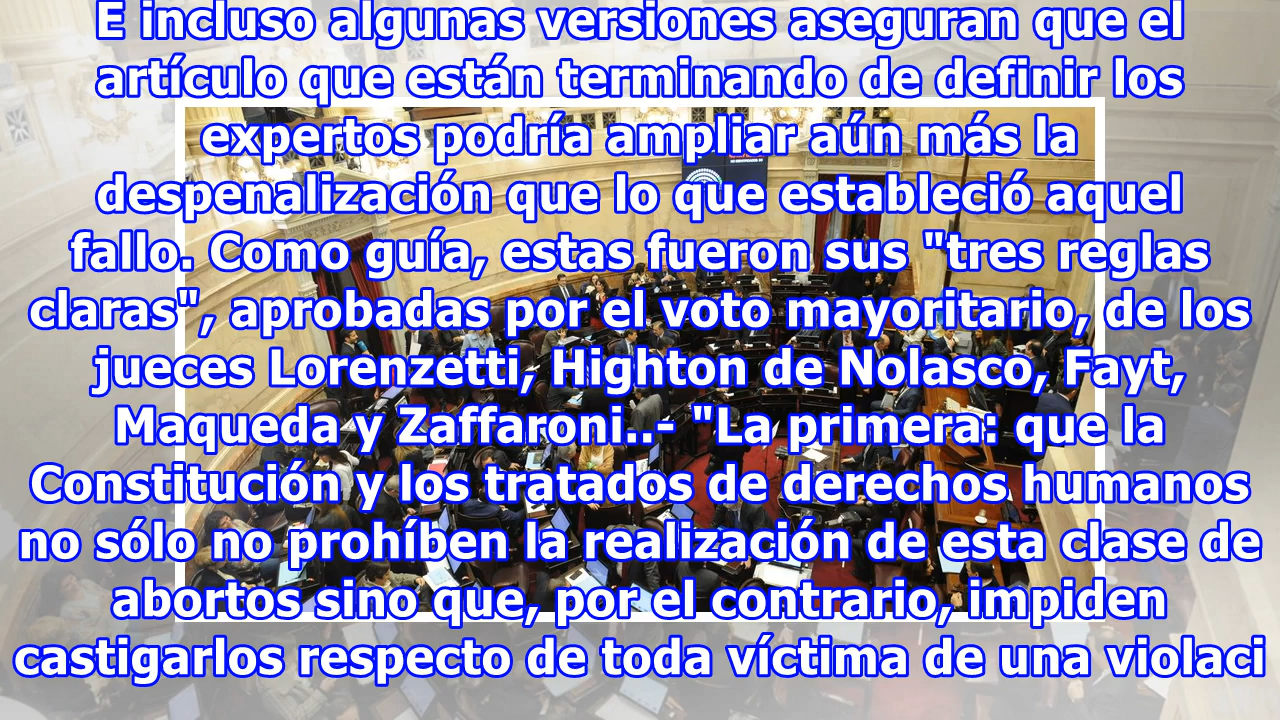 E incluso algunas versiones aseguran que el
artículo que están terminando de definir los
expertos podría ampliar aún más la
despenalización que lo que estableció aquel
fallo. Como guía, estas fueron sus "tres reglas
claras", aprobadas por el voto mayoritario, de los
jueces Lorenzetti, Highton de Nolasco, Fayt,
Maqueda y Zaffaroni..- "La primera: que la
Constitución y los tratados de derechos humanos
no sólo no prohíben la realización de esta clase de
abortos sino que, por el contrario, impiden
castigarlos respecto de toda víctima de una violaci